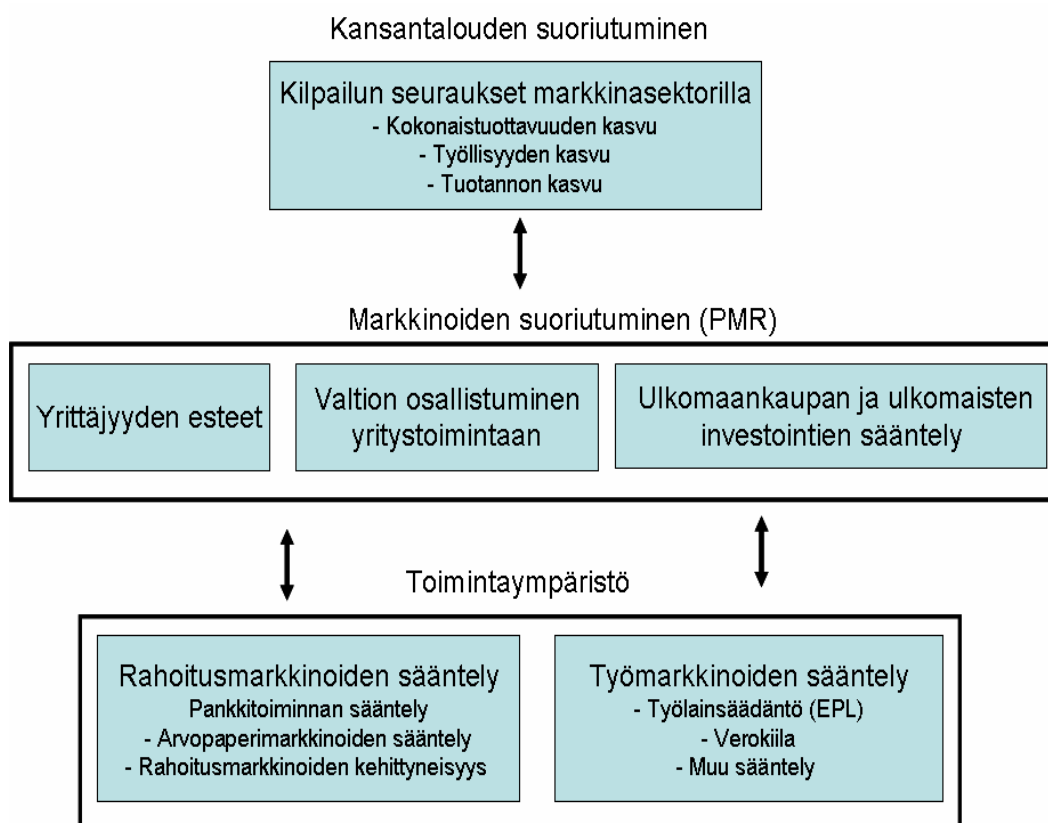 Kansantalouden suoriutuminen
Kilpailun seuraukset markkinasektorilla
- Kokonaistuottavuuden kasvu
- Työllisyyden kasvu
- Tuotannon kasvu
Markkinoiden suoriutuminen (PMR)
Yrittäjyyden esteet
Valtion osallistuminen
yritystoimintaan
Ulkomaankaupan ja ulkomaisten
investointien sääntely
Toimintaympäristö
Rahoitusmarkkinoiden sääntely
Pankkitoiminnan sääntely
- Arvopaperimarkkinoiden sääntely
- Rahoitusmarkkinoiden kehittyneisyys
Työmarkkinoiden sääntely
- Työlainsäädäntö (EPL)
- Verokiila
- Muu sääntely